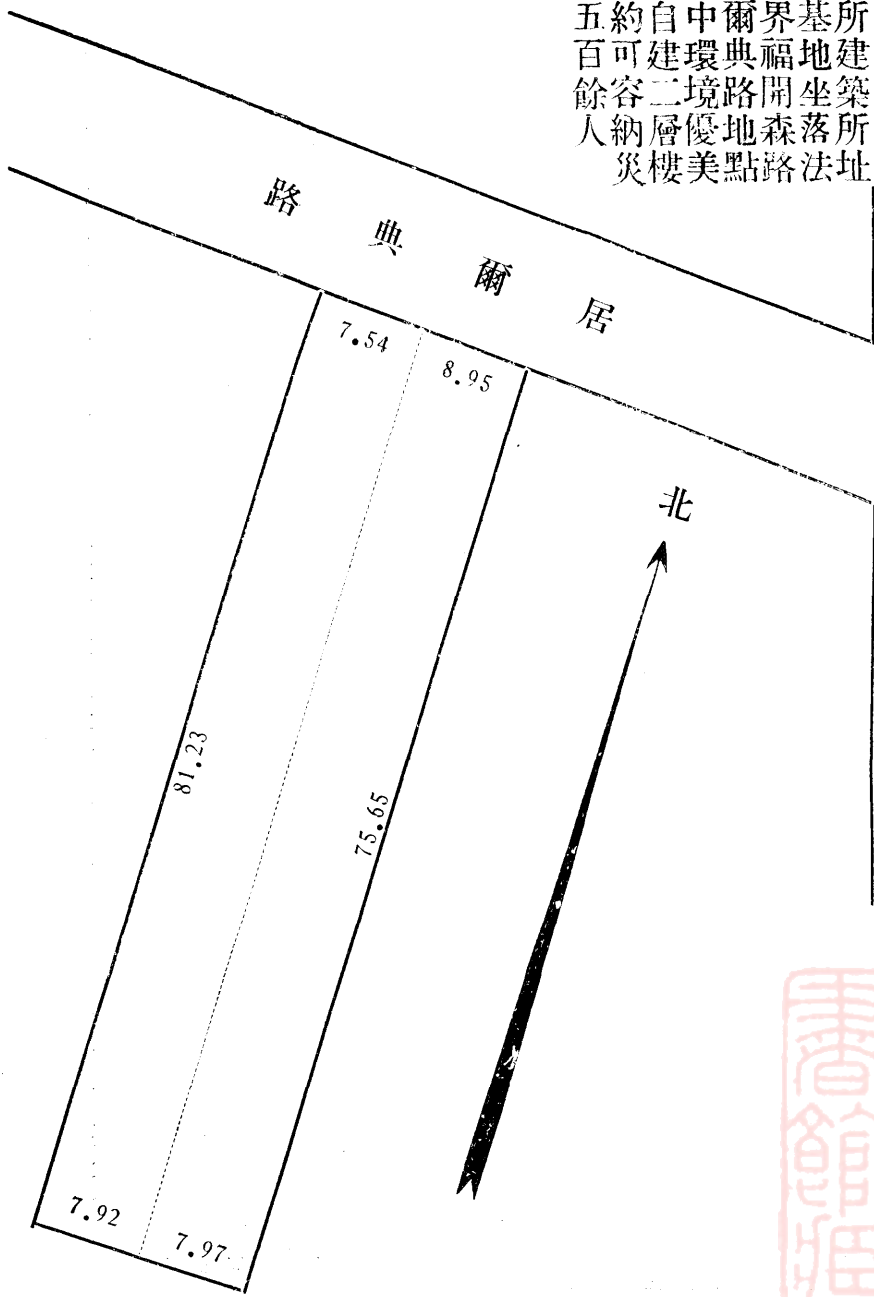 所建築所址
基地坐落法
界福開森路
爾典路地點
中環境優美
自建二層樓
約可容納災
五百餘人
居爾典路
7.54
8.95
北
81.23
75.65
7.92
7.97